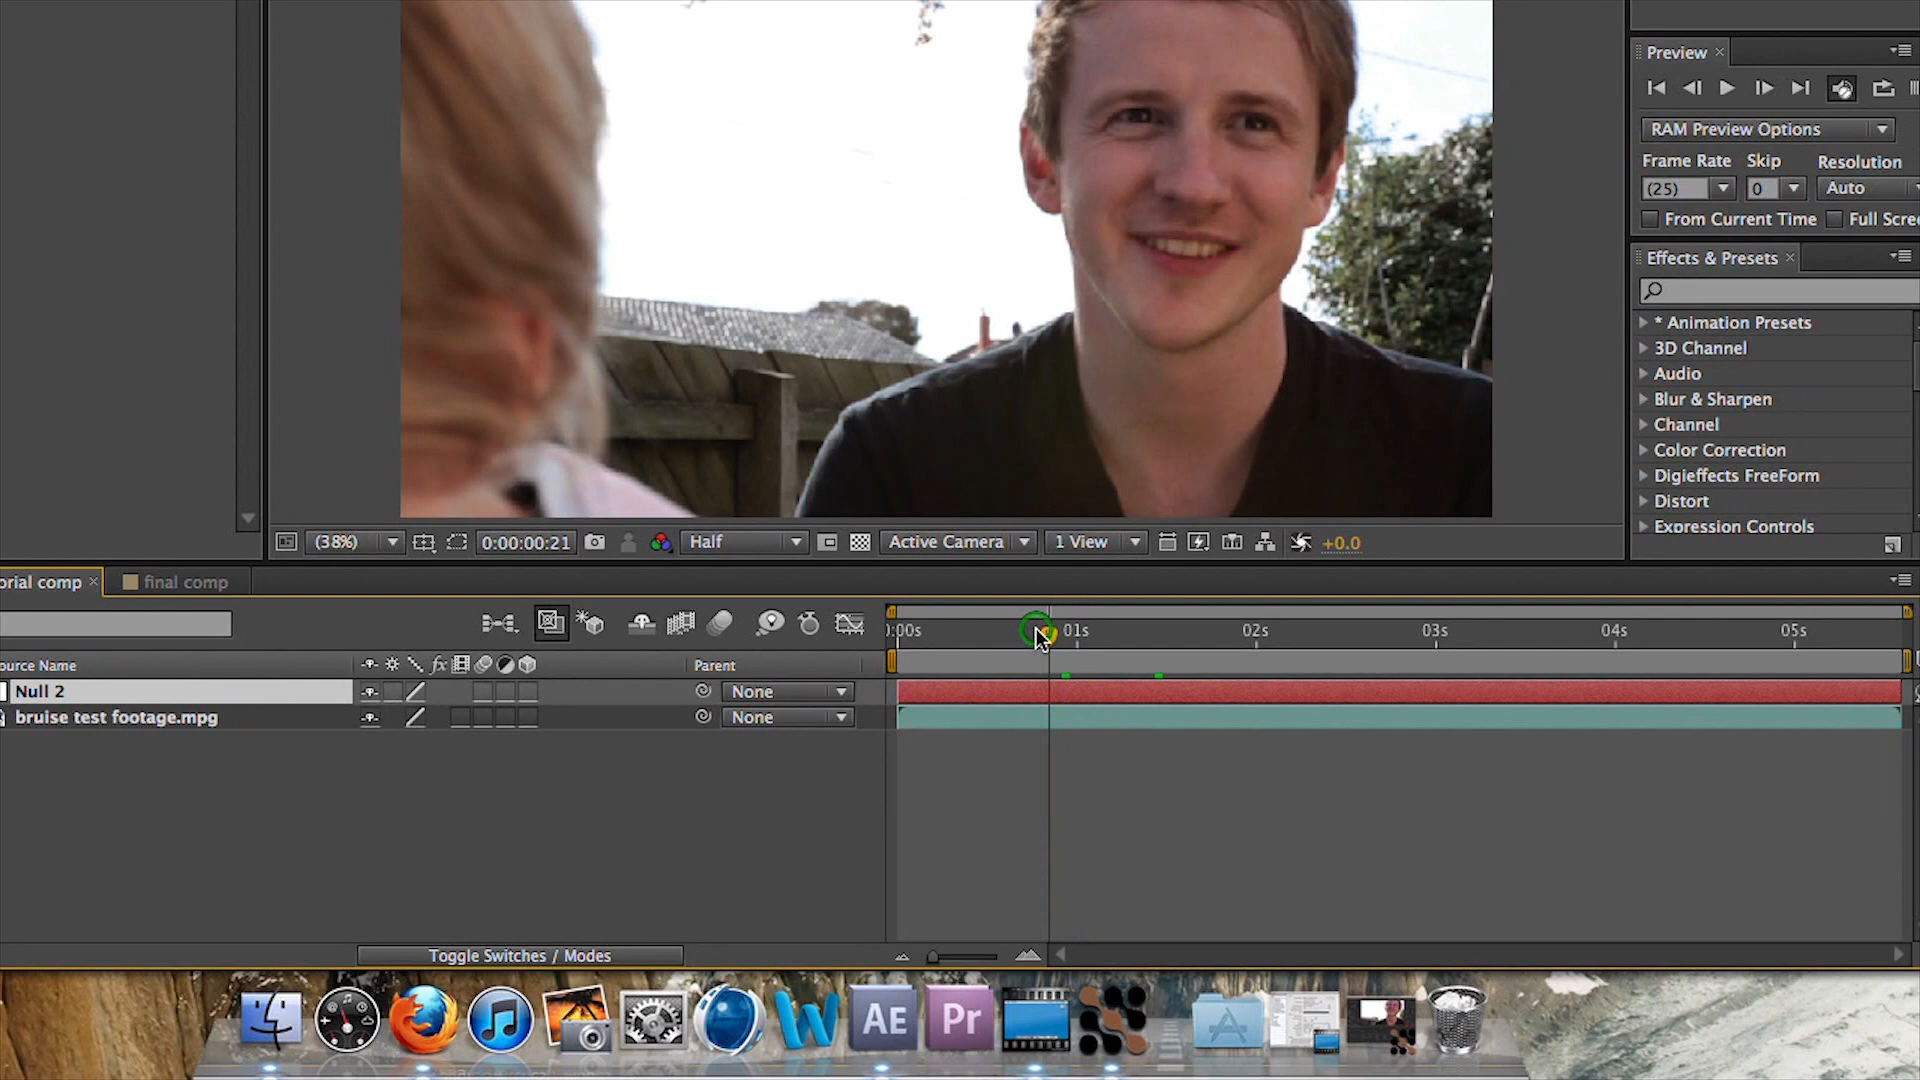 Preview
RAM Preview Options
Frame Rate Skip Resolution
(25) 0 Auto
From Current Time Full Scree
Effects & Presets
* Animation Presets
3D Channel
Audio
Blur & Sharpen
Channel
Color Correction
Digieffects FreeForm
Distort
Expression Controls
(38%) 0:00:00:21 Half Active Camera 1 View +0.0
orial comp final comp
0:00s 01s 02s 03s 04s 05s
ource Name fx Parent
Null 2 None
bruise test footage.mpg None
Toggle Switches / Modes
W AE Pr